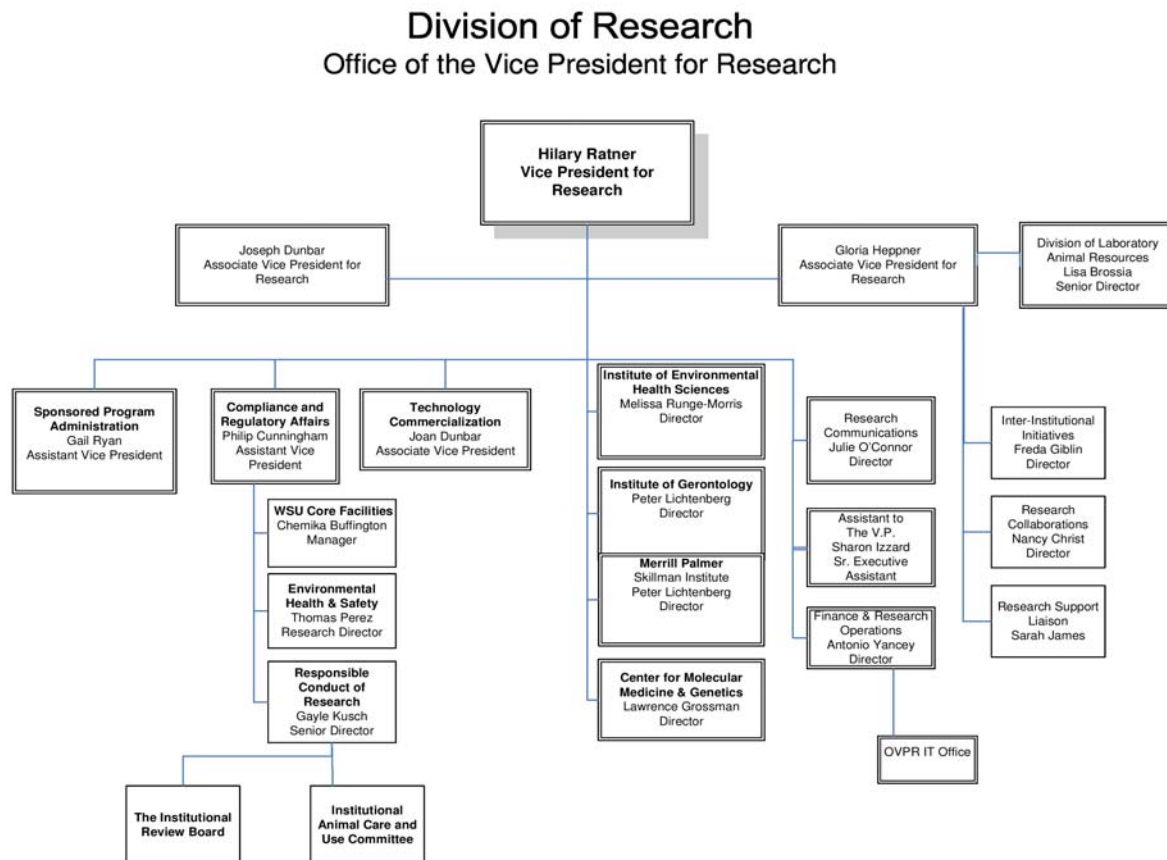 Division of Research
Office of the Vice President for Research
Hilary Ratner
Vice President for
Research
Joseph Dunbar
Associate Vice President for
Research
Gloria Heppner
Associate Vice President for
Research
Division of Laboratory
Animal Resources
Lisa Brossia
Senior Director
Sponsored Program
Administration
Gail Ryan
Assistant Vice President
Compliance and
Regulatory Affairs
Philip Cunningham
Assistant Vice
President
Technology
Commercialization
Joan Dunbar
Associate Vice President
Institute of Environmental
Health Sciences
Melissa Runge-Morris
Director
Research
Communications
Julie O'Connor
Director
Inter-Institutional
Initiatives
Freda Giblin
Director
WSU Core Facilities
Chemika Buffington
Manager
Institute of Gerontology
Peter Lichtenberg
Director
Assistant to
The V.P.
Sharon Izzard
Sr. Executive
Assistant
Research
Collaborations
Nancy Christ
Director
Environmental
Health & Safety
Thomas Perez
Research Director
Merrill Palmer
Skillman Institute
Peter Lichtenberg
Director
Finance & Research
Operations
Antonio Yancey
Director
Research Support
Liaison
Sarah James
Responsible
Conduct of
Research
Gayle Kusch
Senior Director
Center for Molecular
Medicine & Genetics
Lawrence Grossman
Director
OVPR IT Office
The Institutional
Review Board
Institutional
Animal Care and
Use Committee